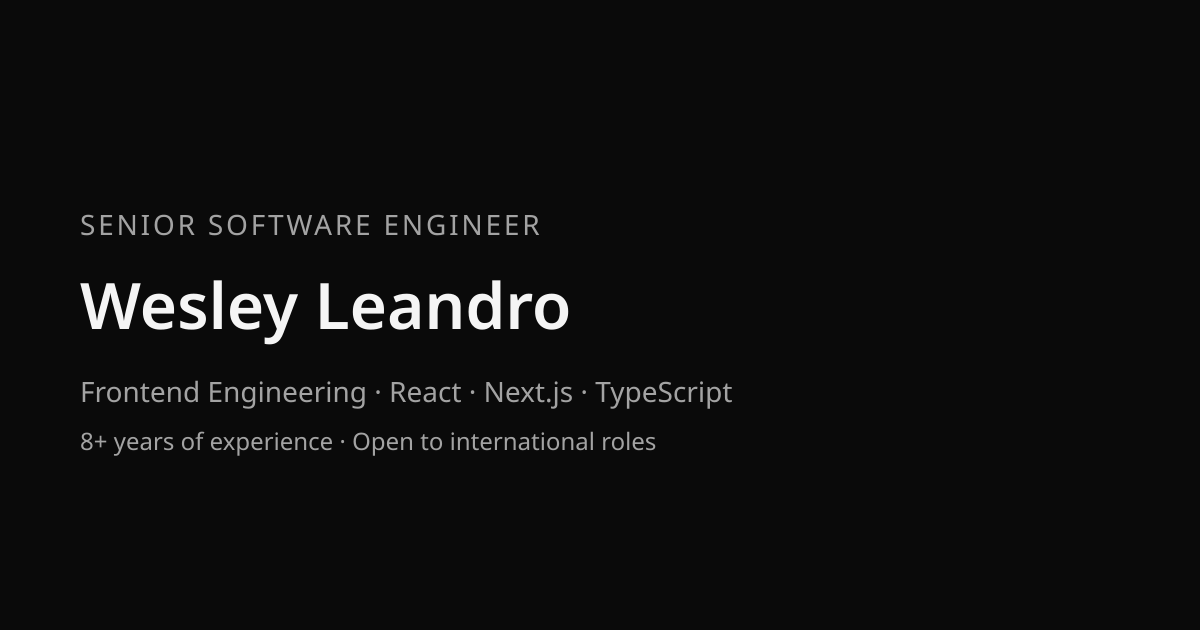 SENIOR SOFTWARE ENGINEER
Wesley Leandro
Frontend Engineering · React · Next.js · TypeScript
8+ years of experience · Open to international roles